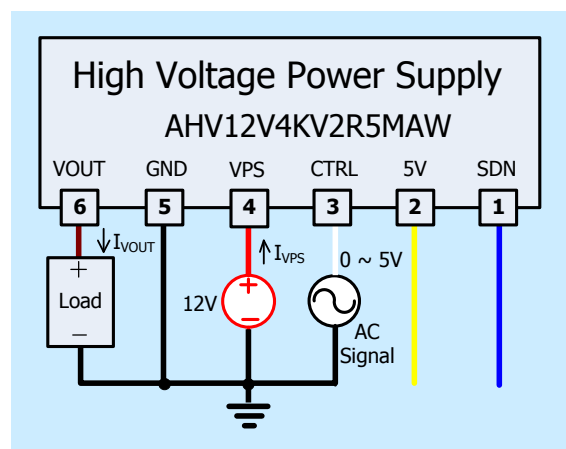 High Voltage Power Supply
AHV12V4KV2R5MAW
VOUT GND VPS CTRL 5V SDN
6 5 4 3 2 1
IVOUT
IVPS
0 ~ 5V
+
Load
−
12V
+
−
AC
Signal